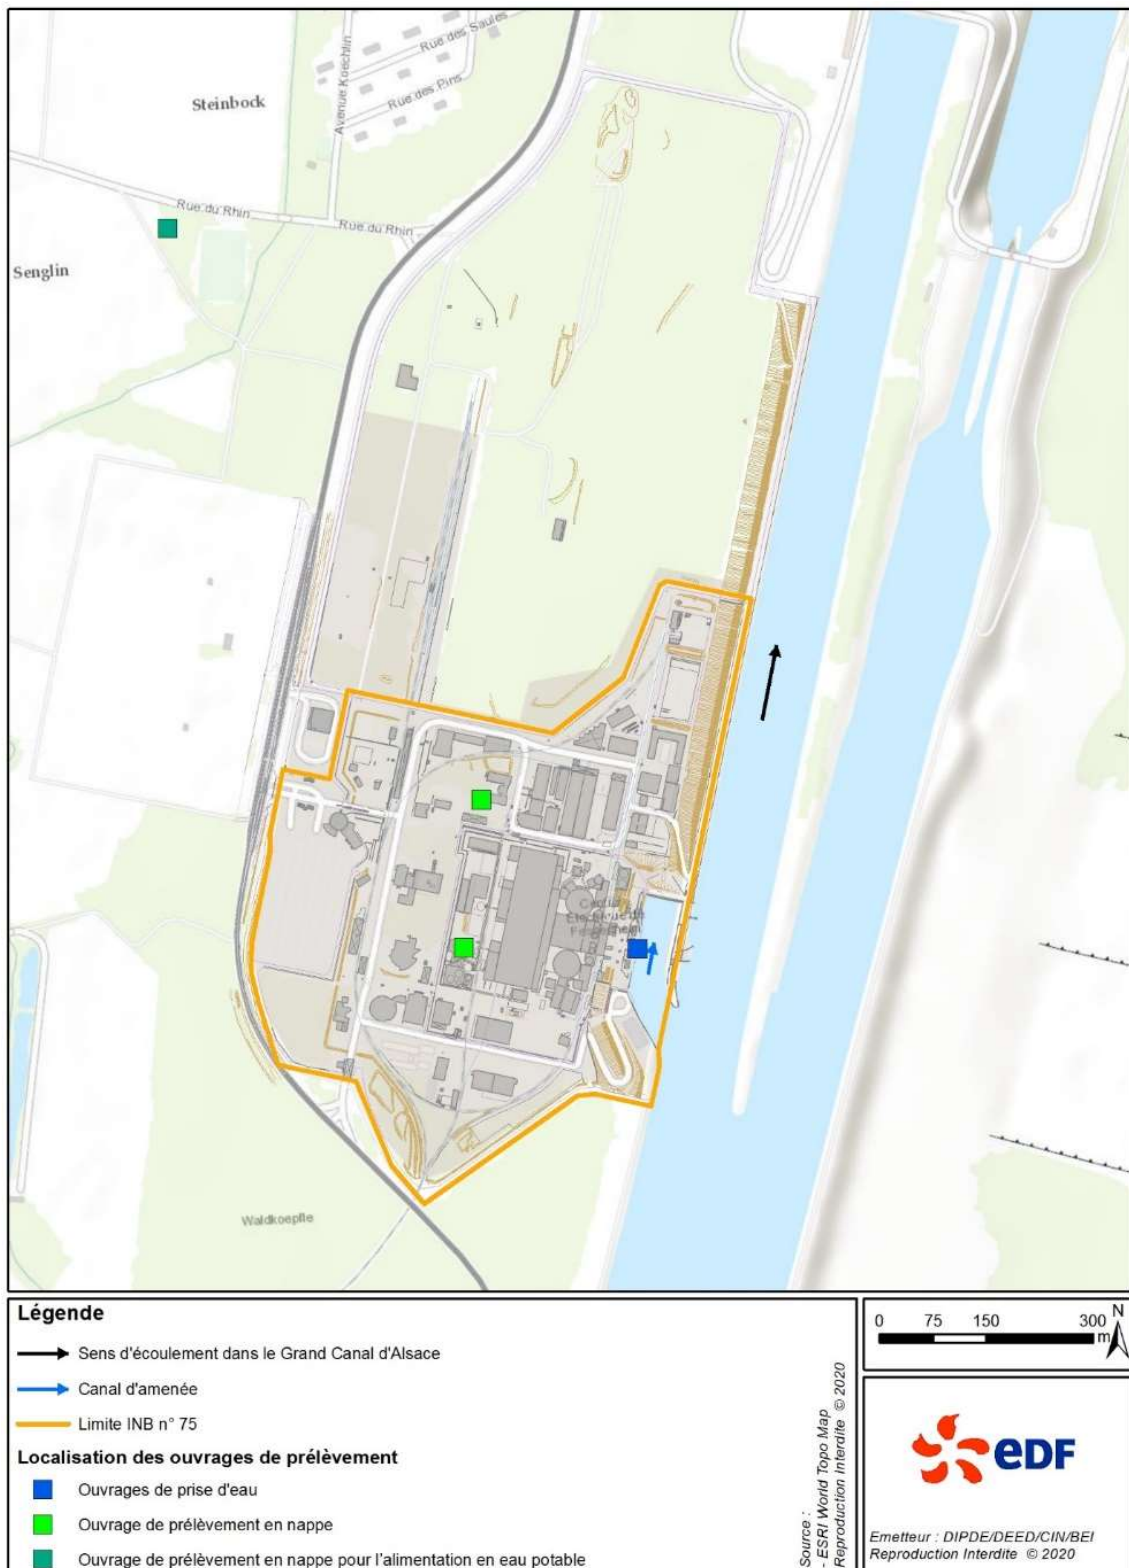 Rue des Saules
Avenue Koechlin
Steinbock
Rue des Pins
Rue du Rhin
Rue du Rhin
Senglin
Waldkoepfle
Légende
Sens d'écoulement dans le Grand Canal d'Alsace
Canal d'amenée
Limite INB n° 75
Localisation des ouvrages de prélèvement
Ouvrages de prise d'eau
Ouvrage de prélèvement en nappe
Ouvrage de prélèvement en nappe pour l'alimentation en eau potable
Source :
- ESRI World Topo Map
Reproduction Interdite © 2020
0 75 150 300
m
N
eDF
Emetteur : DIPDE/DEED/CIN/BEI
Reproduction Interdite © 2020